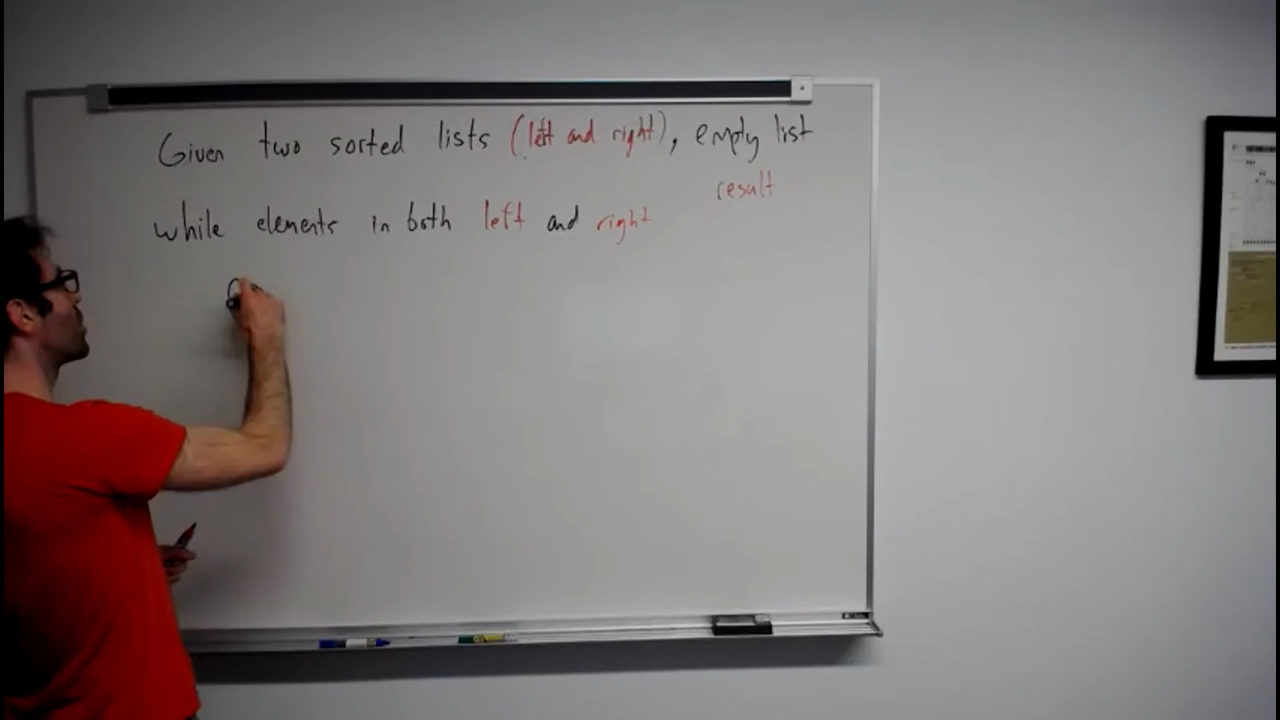 Given two sorted lists (left and right), empty list
result
while elements in both left and right